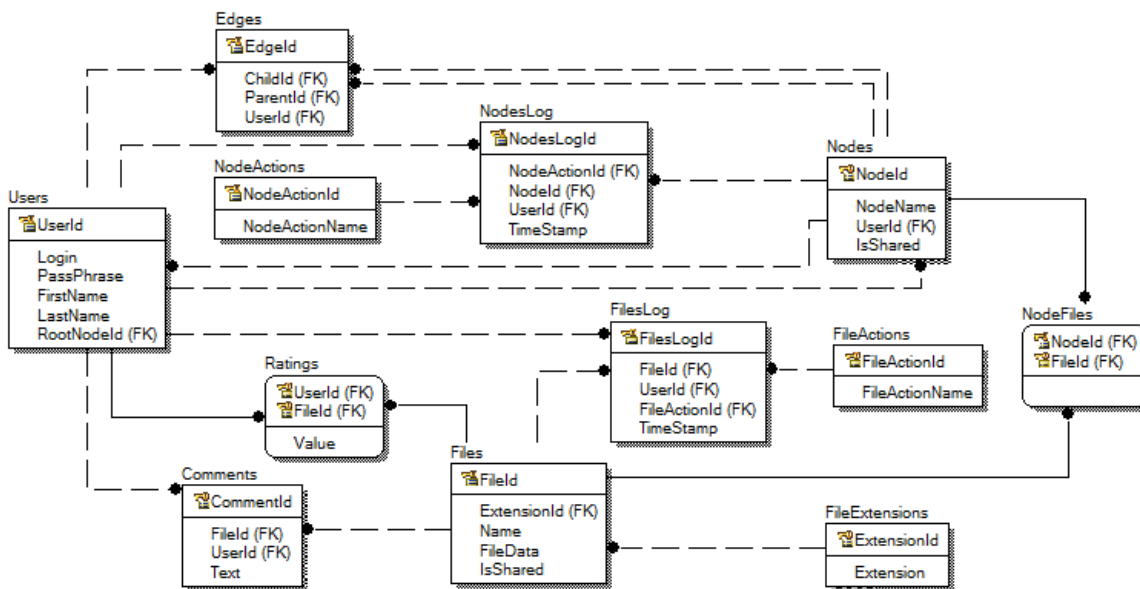 Edges
EdgeId
ChildId (FK)
ParentId (FK)
UserId (FK)
NodesLog
NodesLogId
NodeActionId (FK)
NodeId (FK)
UserId (FK)
TimeStamp
Nodes
NodeId
NodeName
UserId (FK)
IsShared
NodeActions
NodeActionId
NodeActionName
Users
UserId
Login
PassPhrase
FirstName
LastName
RootNodeId (FK)
FilesLog
FilesLogId
FileId (FK)
UserId (FK)
FileActionId (FK)
TimeStamp
FileActions
FileActionId
FileActionName
NodeFiles
NodeId (FK)
FileId (FK)
Ratings
UserId (FK)
FileId (FK)
Value
Comments
CommentId
FileId (FK)
UserId (FK)
Text
Files
FileId
ExtensionId (FK)
Name
FileData
IsShared
FileExtensions
ExtensionId
Extension